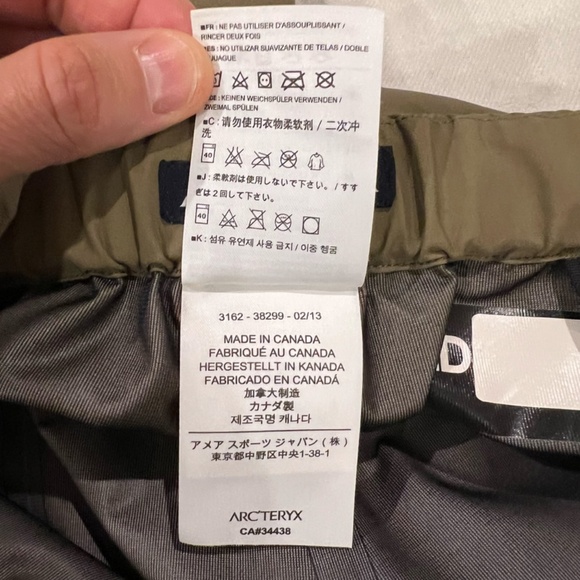 ■FR : NE PAS UTILISER D'ASSOUPLISSANT /
RINCER DEUX FOIS
■ES : NO UTILIZAR SUAVIZANTE DE TELAS / DOBLE
DE : KEINEN WEICHSPÜLER VERWENDEN /
ZWEIMAL SPÜLEN
■C: 请勿使用衣物柔软剂 / 二次冲
洗
40
■J : 柔軟剤は使用しないで下さい。/ すす
ぎは2回して下さい。
40
■K : 섬유 유연제 사용 금지 / 이중 헹굼
3162 - 38299 - 02/13
MADE IN CANADA
FABRIQUÉ AU CANADA
HERGESTELLT IN KANADA
FABRICADO EN CANADÁ
加拿大制造
カナダ製
제조국명 캐나다
アメア スポーツ ジャパン ( 株 )
東京都中野区中央1-38-1
ARC'TERYX
CA#34438